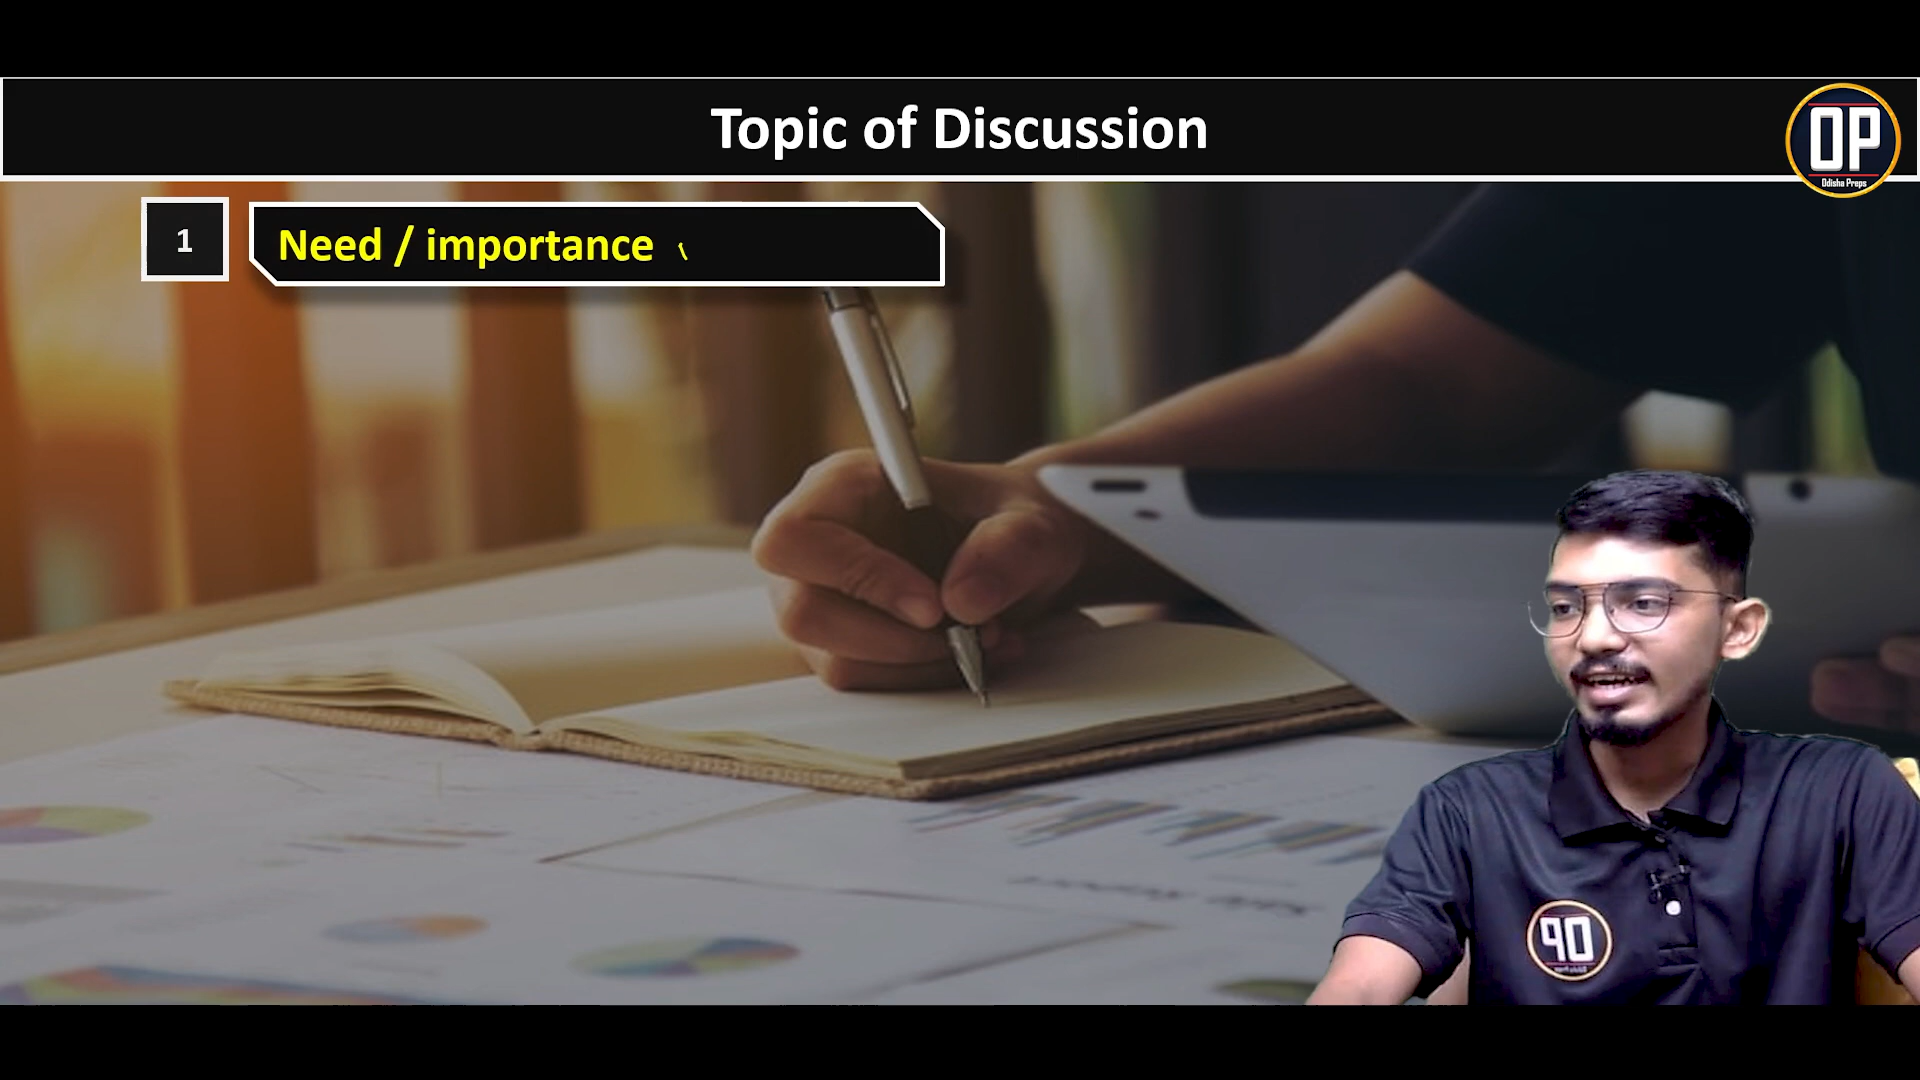 Topic of Discussion
OP
Odisha Preps
1
Need / importance